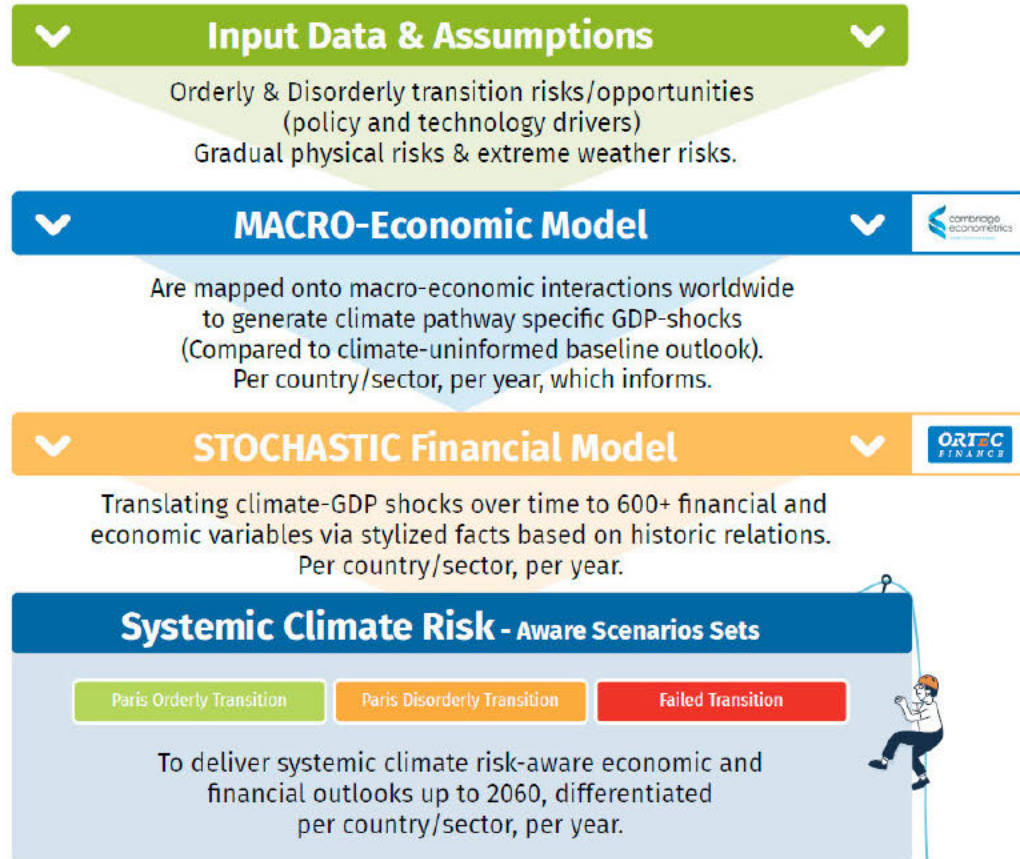 Input Data & Assumptions
Orderly & Disorderly transition risks/opportunities
(policy and technology drivers)
Gradual physical risks & extreme weather risks.
MACRO-Economic Model
cambridge
econometrics
Are mapped onto macro-economic interactions worldwide
to generate climate pathway specific GDP-shocks
(Compared to climate-uninformed baseline outlook).
Per country/sector, per year, which informs.
STOCHASTIC Financial Model
ORTEC
FINANCE
Translating climate-GDP shocks over time to 600+ financial and
economic variables via stylized facts based on historic relations.
Per country/sector, per year.
Systemic Climate Risk - Aware Scenarios Sets
Paris Orderly Transition
Paris Disorderly Transition
Failed Transition
To deliver systemic climate risk-aware economic and
financial outlooks up to 2060, differentiated
per country/sector, per year.